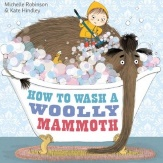 Michelle Robinson
& Kate Hindley
HOW TO WASH A
WOOLLY
MAMMOTH